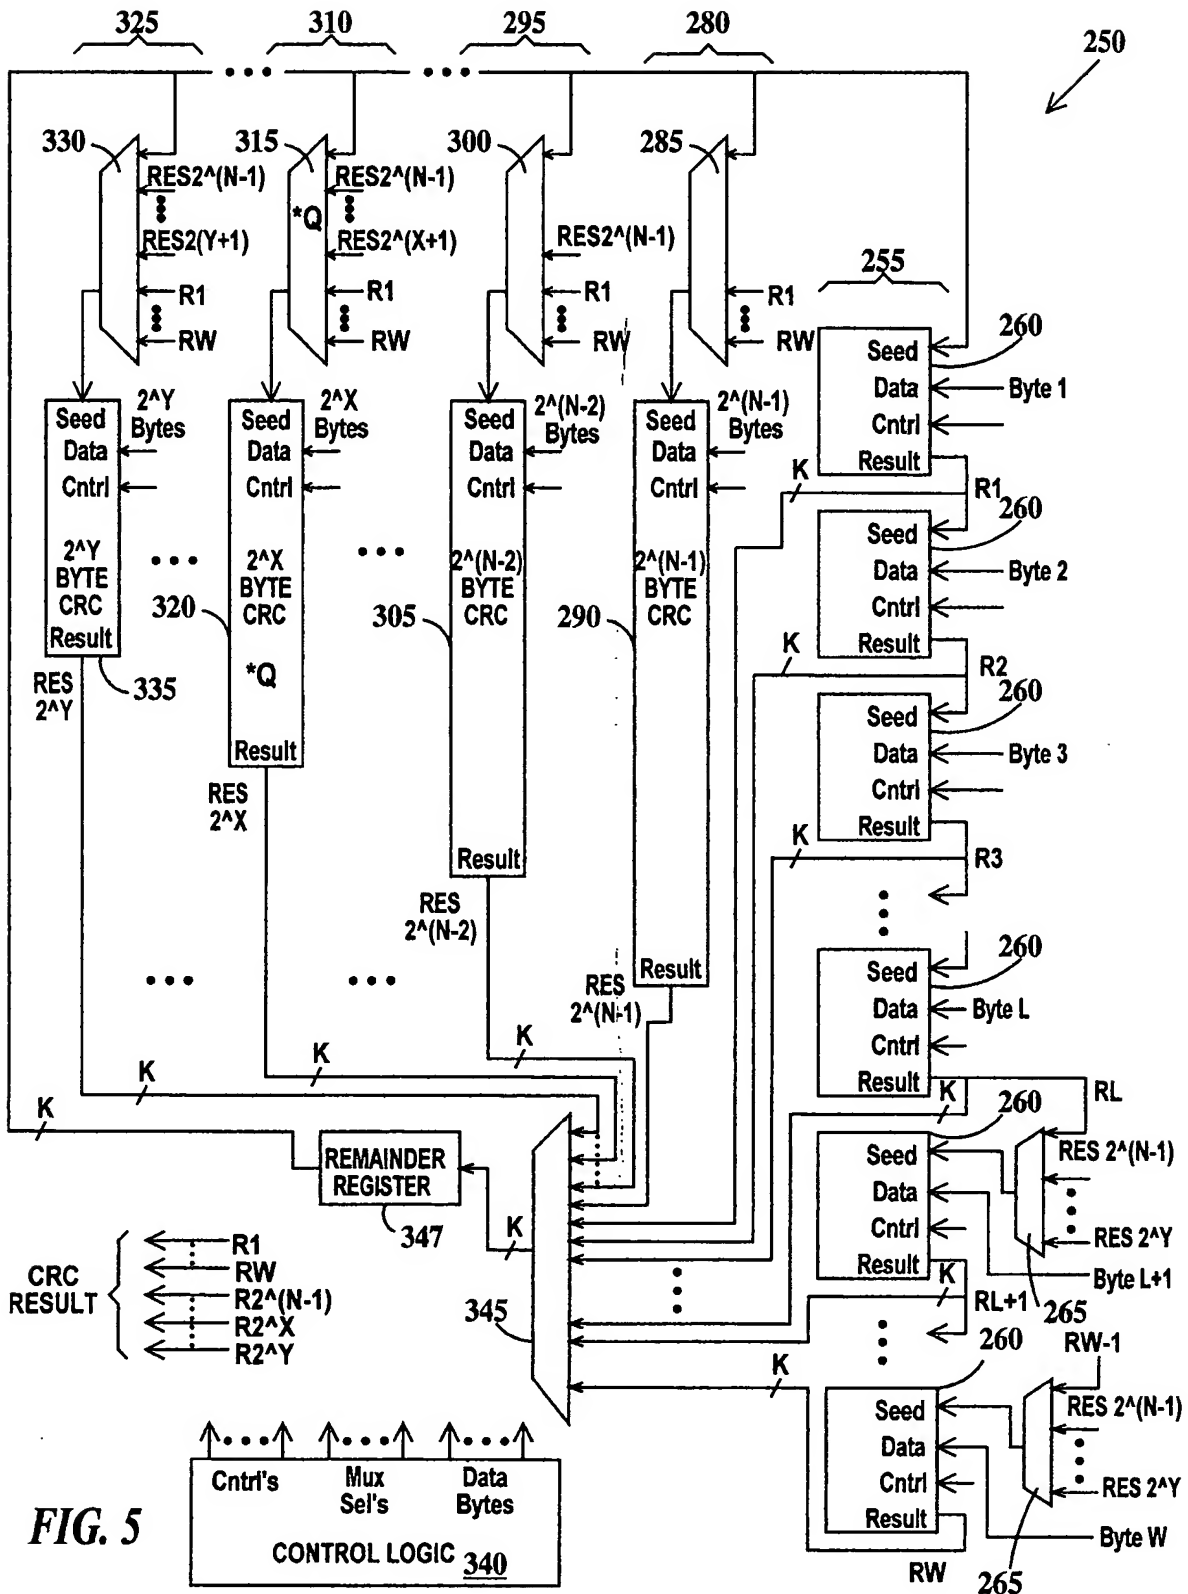 325
310
295
280
250
330
315
300
285
RES2^(N-1)
RES2(Y+1)
R1
RW
*Q
RES2^(N-1)
RES2^(X+1)
R1
RW
RES2^(N-1)
R1
RW
R1
RW
255
260
Seed
Data
Cntrl
Result
Byte 1
K
R1
260
Seed
Data
Cntrl
Result
Byte 2
K
R2
260
Seed
Data
Cntrl
Result
Byte 3
K
R3
260
Seed
Data
Cntrl
Result
Byte L
K
RL
Seed
Data
Cntrl
2^Y
BYTE
CRC
Result
2^Y
Bytes
335
RES
2^Y
Seed
Data
Cntrl
2^X
BYTE
CRC
*Q
Result
2^X
Bytes
320
RES
2^X
Seed
Data
Cntrl
2^(N-2)
BYTE
CRC
Result
2^(N-2)
Bytes
305
RES
2^(N-2)
Seed
Data
Cntrl
2^(N-1)
BYTE
CRC
Result
2^(N-1)
Bytes
290
RES
2^(N-1)
K
K
K
K
REMAINDER
REGISTER
347
K
345
260
Seed
Data
Cntrl
Result
RES 2^(N-1)
RES 2^Y
Byte L+1
265
K
RL+1
260
RW-1
K
Seed
Data
Cntrl
Result
RES 2^(N-1)
RES 2^Y
Byte W
RW
265
CRC
RESULT
R1
RW
R2^(N-1)
R2^X
R2^Y
Cntrl's
Mux
Sel's
Data
Bytes
CONTROL LOGIC 340
FIG. 5